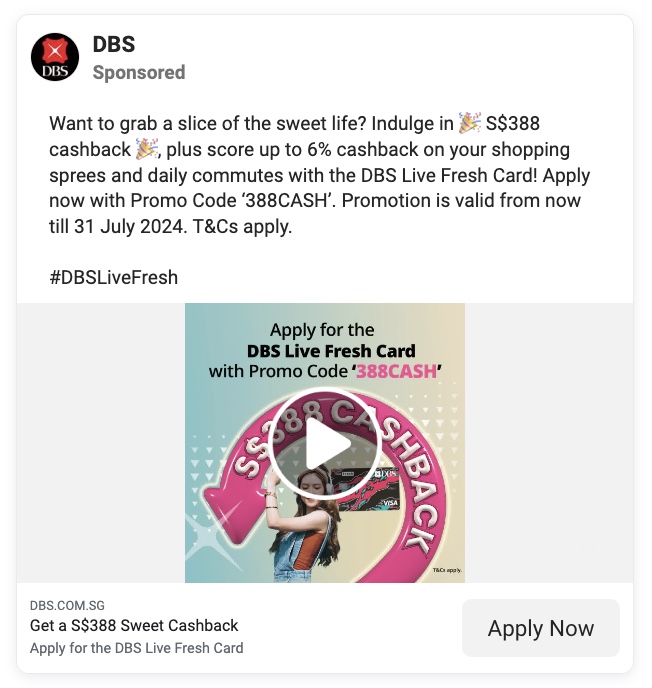 DBS
Sponsored
DBS
Want to grab a slice of the sweet life? Indulge in 🎉 S$388
cashback 🎉, plus score up to 6% cashback on your shopping
sprees and daily commutes with the DBS Live Fresh Card! Apply
now with Promo Code ‘388CASH’. Promotion is valid from now
till 31 July 2024. T&Cs apply.
#DBSLiveFresh
Apply for the
DBS Live Fresh Card
with Promo Code '388CASH'
S$388 CASHBACK
DBS
VISA
T&Cs apply.
DBS.COM.SG
Get a S$388 Sweet Cashback
Apply for the DBS Live Fresh Card
Apply Now